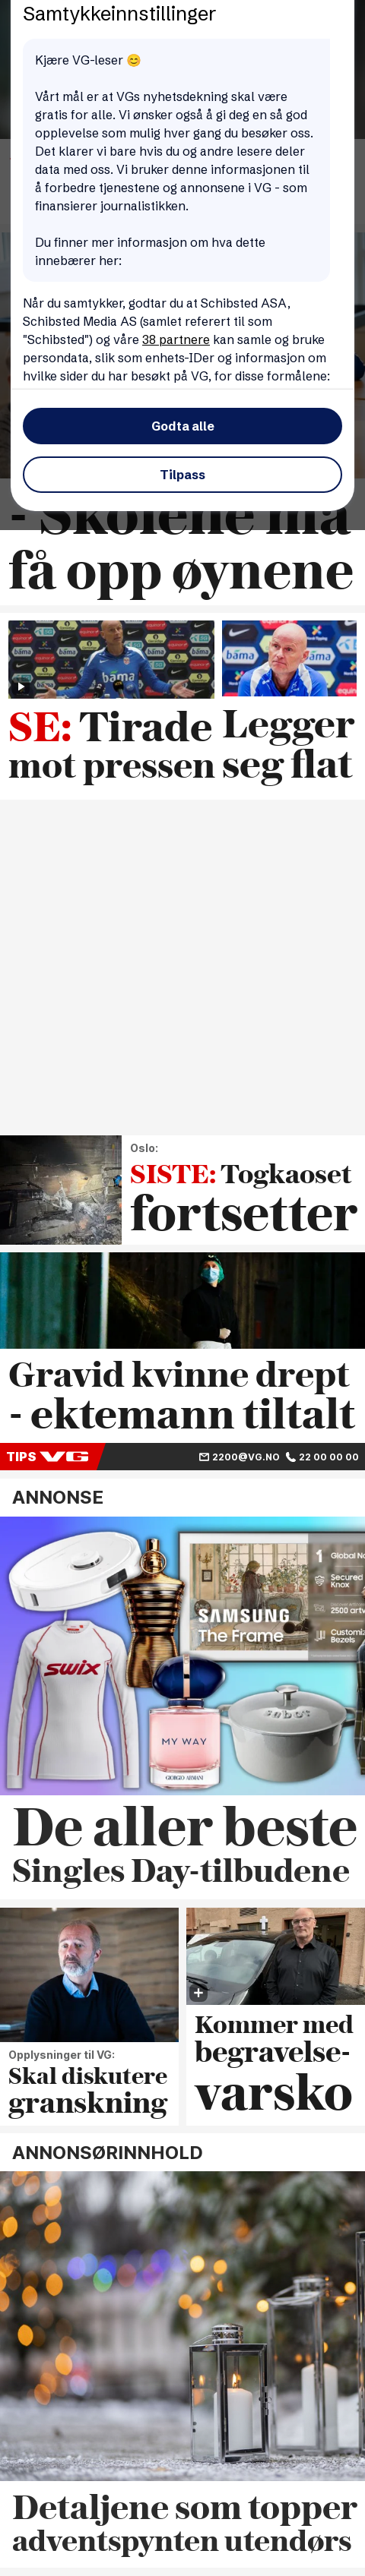 Samtykkeinnstillinger
Kjære VG-leser 😊
Vårt mål er at VGs nyhetsdekning skal være
gratis for alle. Vi ønsker også å gi deg en så god
opplevelse som mulig hver gang du besøker oss.
Det klarer vi bare hvis du og andre lesere deler
data med oss. Vi bruker denne informasjonen til
å forbedre tjenestene og annonsene i VG - som
finansierer journalistikken.
Du finner mer informasjon om hva dette
innebærer her:
Når du samtykker, godtar du at Schibsted ASA,
Schibsted Media AS (samlet referert til som
"Schibsted") og våre 38 partnere kan samle og bruke
persondata, slik som enhets-IDer og informasjon om
hvilke sider du har besøkt på VG, for disse formålene:
Godta alle
Tilpass
- Skolene må
få opp øynene
SE: Tirade
mot pressen
Legger
seg flat
Oslo:
SISTE: Togkaoset
fortsetter
Gravid kvinne drept
- ektemann tiltalt
TIPS VG
2200@VG.NO 22 00 00 00
ANNONSE
SAMSUNG
The Frame
1 Global No
Secured
Knox
2500 artw
Customiz
Bezels
SWIX
MY WAY
GIORGIO ARMANI
De aller beste
Singles Day-tilbudene
Opplysninger til VG:
Skal diskutere
granskning
Kommer med
begravelse-
varsko
ANNONSØRINNHOLD
Detaljene som topper
adventspynten utendørs